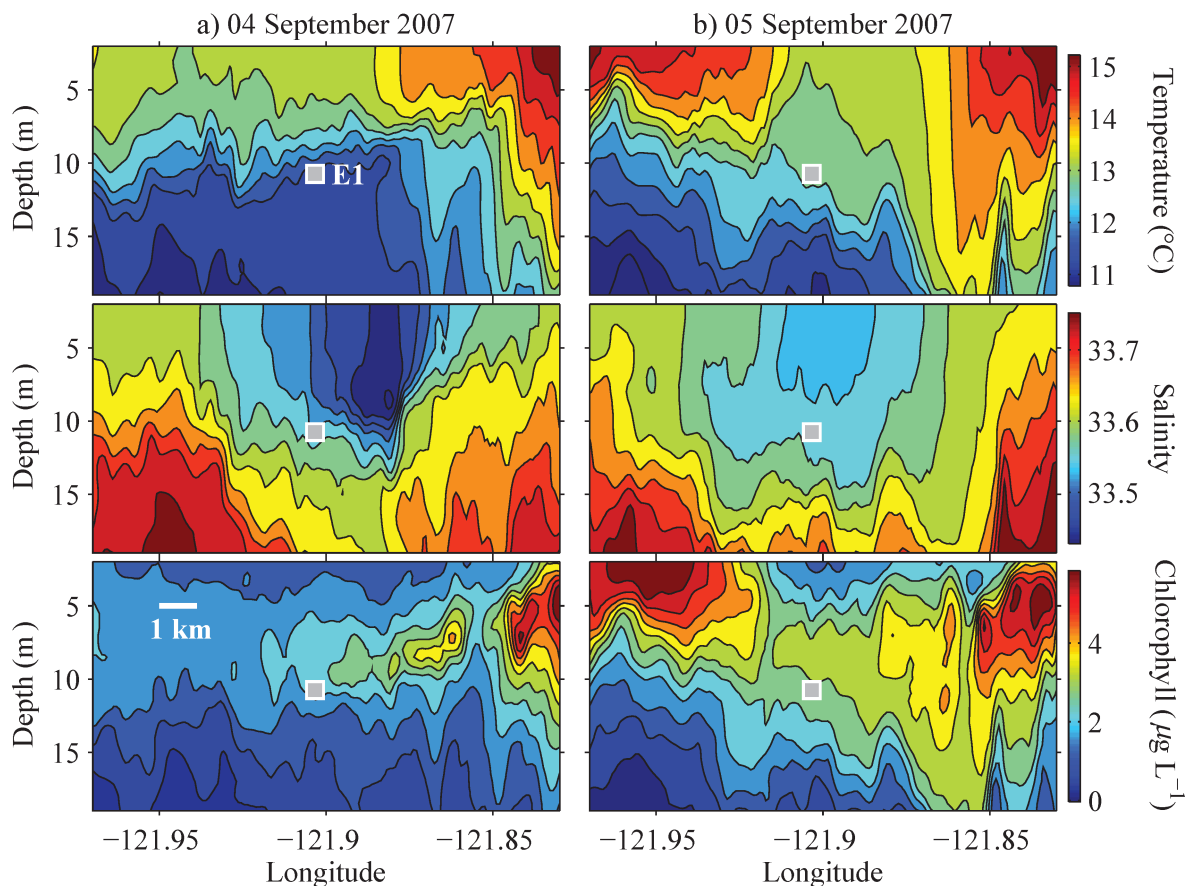 a) 04 September 2007
b) 05 September 2007
5
10
15
Depth (m)
E1
15
14
13
12
11
Temperature (°C)
5
10
15
Depth (m)
33.7
33.6
33.5
Salinity
5
10
15
Depth (m)
1 km
4
2
0
Chlorophyll (μg L⁻¹)
−121.95 −121.9 −121.85
−121.95 −121.9 −121.85
Longitude
Longitude